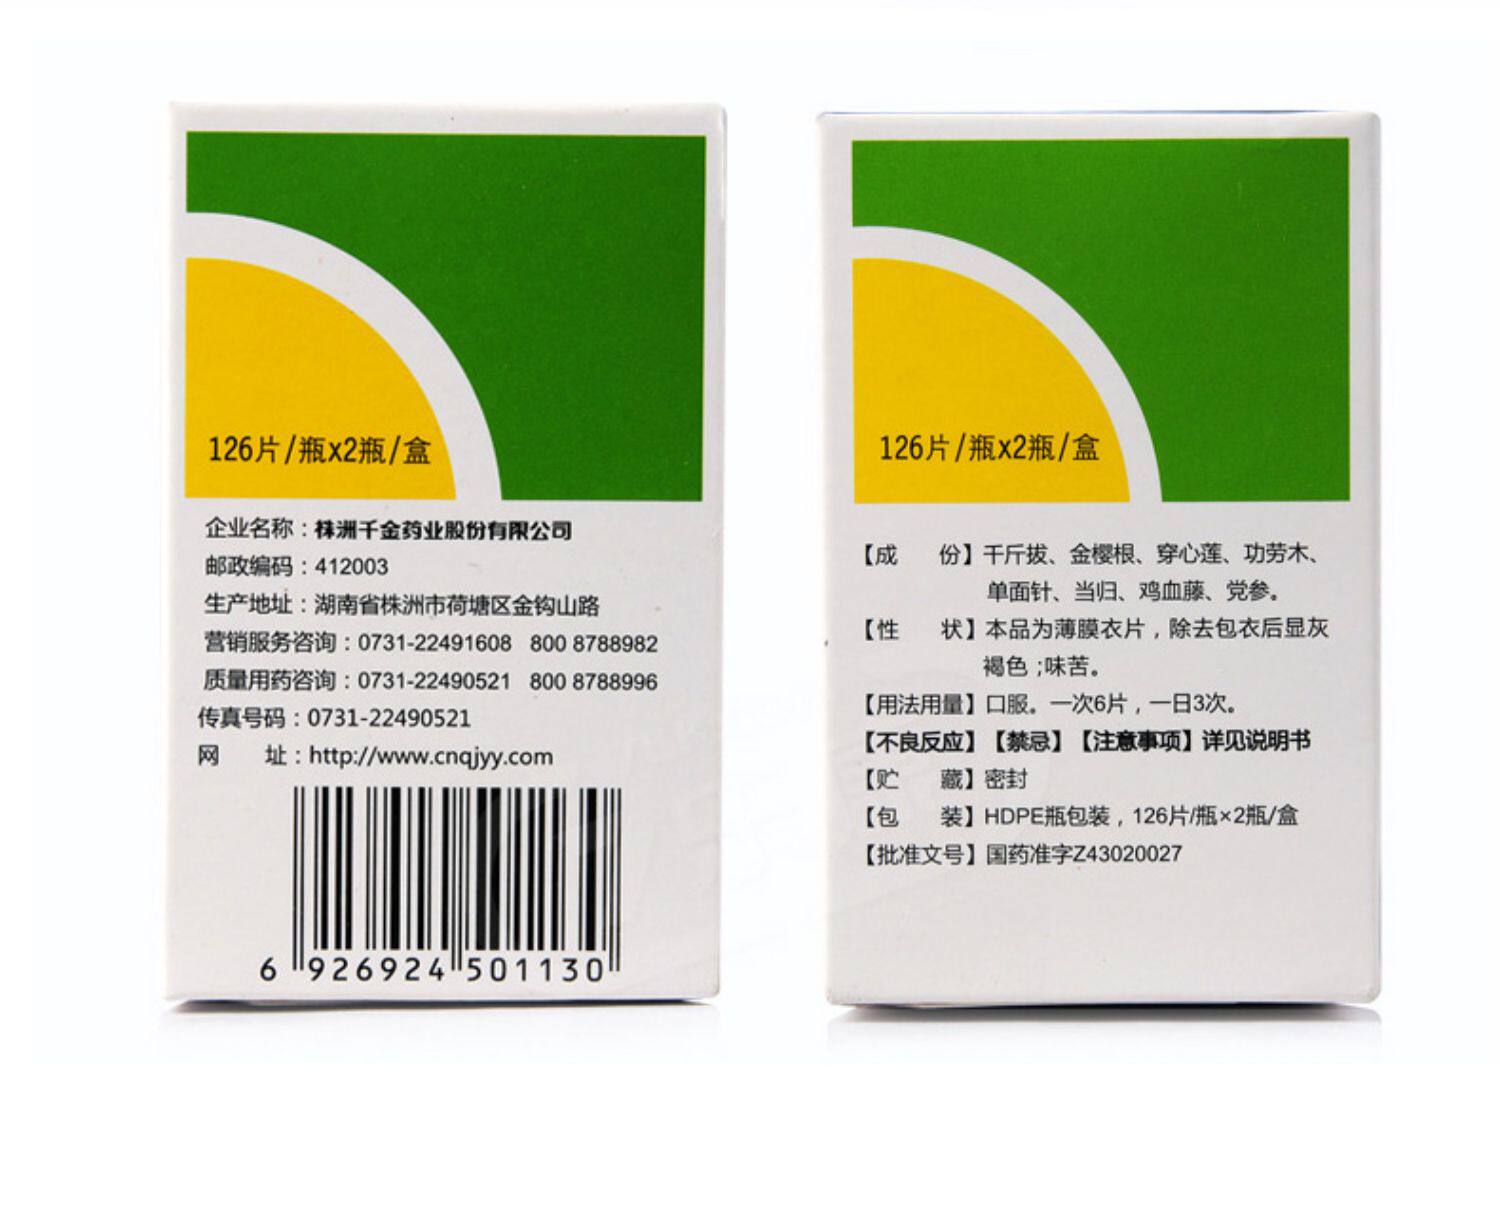 126片/瓶x2瓶/盒
企业名称：株洲千金药业股份有限公司
邮政编码：412003
生产地址：湖南省株洲市荷塘区金钩山路
营销服务咨询：0731-22491608 800 8788982
质量用药咨询：0731-22490521 800 8788996
传真号码：0731-22490521
网 址：http://www.cnqjyy.com
6 926924 501130
126片/瓶x2瓶/盒
【成 份】千斤拔、金樱根、穿心莲、功劳木、
单面针、当归、鸡血藤、党参。
【性 状】本品为薄膜衣片，除去包衣后显灰
褐色;味苦。
【用法用量】口服。一次6片，一日3次。
【不良反应】【禁忌】【注意事项】详见说明书
【贮 藏】密封
【包 装】HDPE瓶包装，126片/瓶×2瓶/盒
【批准文号】国药准字Z43020027